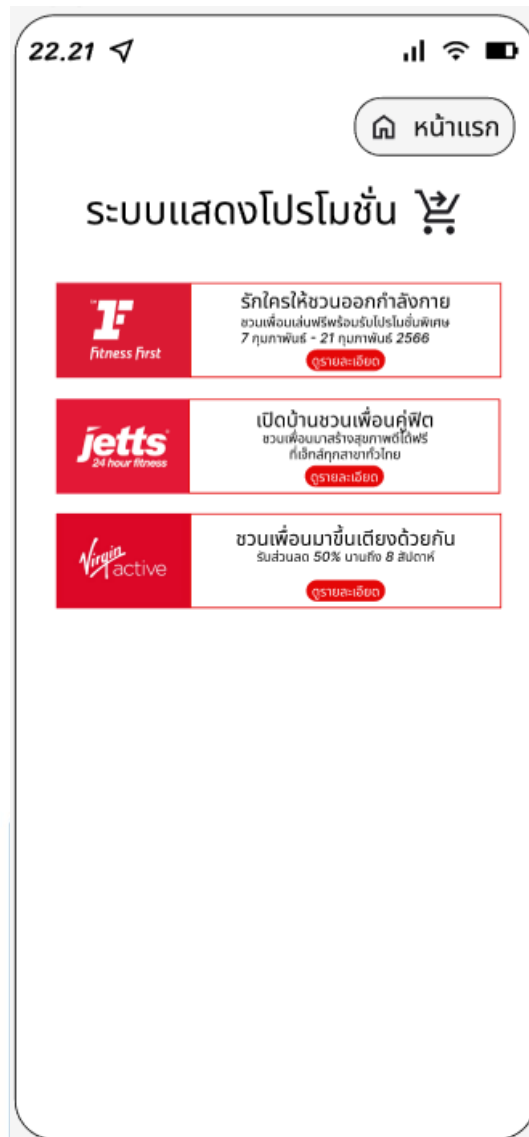 22.21
หน้าแรก
ระบบแสดงโปรโมชั่น
Fitness First
รักใครให้ชวนออกกำลังกาย
ชวนเพื่อนเล่นฟรีพร้อมรับโปรโมชั่นพิเศษ
7 กุมภาพันธ์ - 21 กุมภาพันธ์ 2566
ดูรายละเอียด
jetts
24 hour fitness
เปิดบ้านชวนเพื่อนคู่ฟิต
ชวนเพื่อนมาสร้างสุขภาพดีได้ฟรี
ที่เจ็ทส์ทุกสาขาทั่วไทย
ดูรายละเอียด
Virgin
active
ชวนเพื่อนมาขึ้นเตียงด้วยกัน
รับส่วนลด 50% นานถึง 8 สัปดาห์
ดูรายละเอียด